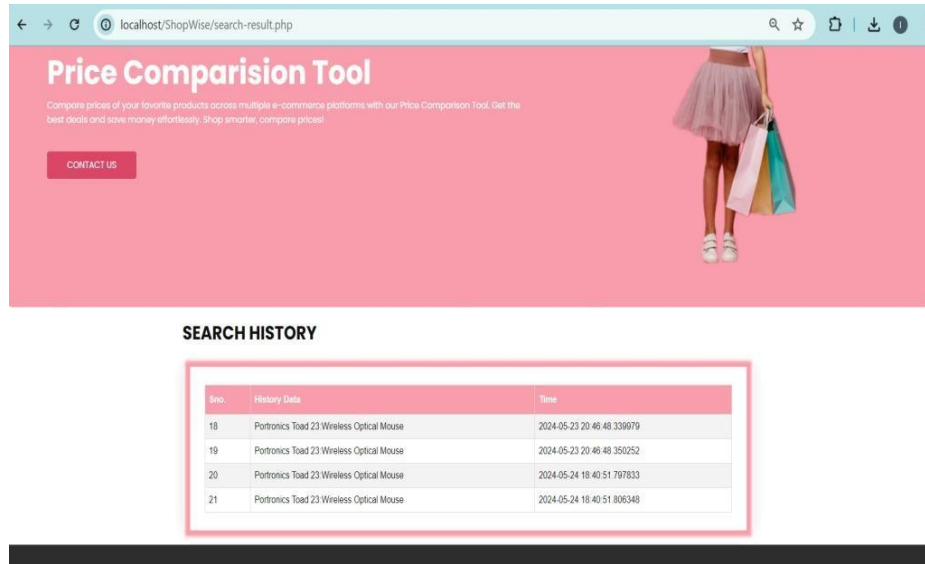 localhost/ShopWise/search-result.php
Price Comparision Tool
Compare prices of your favorite products across multiple e-commerce platforms with our Price Comparison Tool. Get the
best deals and save money effortlessly. Shop smarter, compare prices!
CONTACT US
SEARCH HISTORY
Sno. History Data Time
18 Portronics Toad 23 Wireless Optical Mouse 2024-05-23 20:46:48.339979
19 Portronics Toad 23 Wireless Optical Mouse 2024-05-23 20:46:48.350252
20 Portronics Toad 23 Wireless Optical Mouse 2024-05-24 18:40:51.797833
21 Portronics Toad 23 Wireless Optical Mouse 2024-05-24 18:40:51.806348